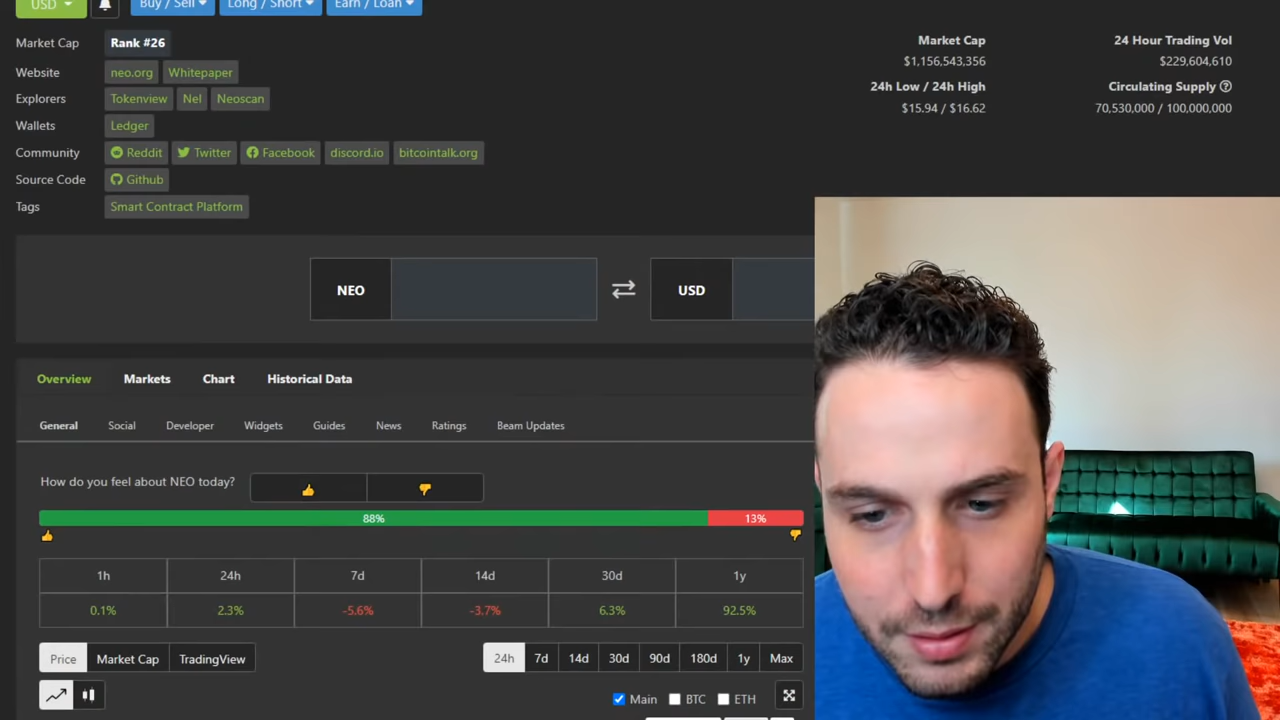 USD
Buy / Sell
Long / Short
Earn / Loan
Market Cap Rank #26
Website neo.org Whitepaper
Explorers Tokenview Nel Neoscan
Wallets Ledger
Community Reddit Twitter Facebook discord.io bitcointalk.org
Source Code Github
Tags Smart Contract Platform
Market Cap
$1,156,543,356
24 Hour Trading Vol
$229,604,610
24h Low / 24h High
$15.94 / $16.62
Circulating Supply
70,530,000 / 100,000,000
NEO
USD
Overview Markets Chart Historical Data
General Social Developer Widgets Guides News Ratings Beam Updates
How do you feel about NEO today?
88% 13%
1h 24h 7d 14d 30d 1y
0.1% 2.3% -5.6% -3.7% 6.3% 92.5%
Price Market Cap TradingView
24h 7d 14d 30d 90d 180d 1y Max
Main BTC ETH